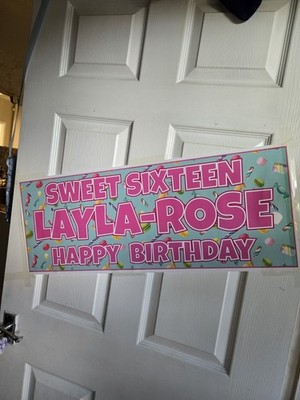 SWEET SIXTEEN
LAYLA-ROSE
HAPPY BIRTHDAY